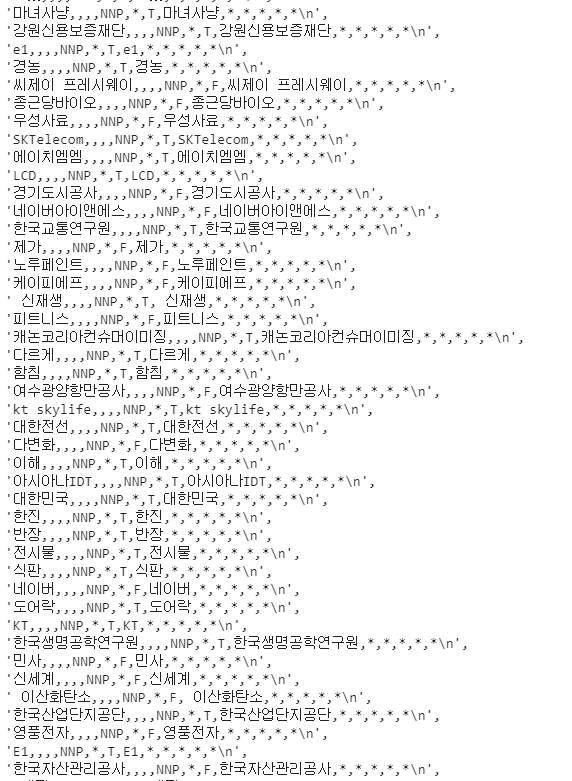 '마녀사냥,,,,NNP,*,T,마녀사냥,*,*,*,*,*\n',
'강원신용보증재단,,,,NNP,*,T,강원신용보증재단,*,*,*,*,*\n',
'e1,,,,NNP,*,T,e1,*,*,*,*,*\n',
'경농,,,,NNP,*,T,경농,*,*,*,*,*\n',
'씨제이 프레시웨이,,,,NNP,*,F,씨제이 프레시웨이,*,*,*,*,*\n',
'종근당바이오,,,,NNP,*,F,종근당바이오,*,*,*,*,*\n',
'우성사료,,,,NNP,*,F,우성사료,*,*,*,*,*\n',
'SKTelecom,,,,NNP,*,T,SKTelecom,*,*,*,*,*\n',
'에이치엠엠,,,,NNP,*,T,에이치엠엠,*,*,*,*,*\n',
'LCD,,,,NNP,*,T,LCD,*,*,*,*,*\n',
'경기도시공사,,,,NNP,*,F,경기도시공사,*,*,*,*,*\n',
'네이버아이앤에스,,,,NNP,*,F,네이버아이앤에스,*,*,*,*,*\n',
'한국교통연구원,,,,NNP,*,T,한국교통연구원,*,*,*,*,*\n',
'제가,,,,NNP,*,F,제가,*,*,*,*,*\n',
'노루페인트,,,,NNP,*,F,노루페인트,*,*,*,*,*\n',
'케이피에프,,,,NNP,*,F,케이피에프,*,*,*,*,*\n',
' 신재생,,,,NNP,*,T, 신재생,*,*,*,*,*\n',
'피트니스,,,,NNP,*,F,피트니스,*,*,*,*,*\n',
'캐논코리아컨슈머이미징,,,,NNP,*,T,캐논코리아컨슈머이미징,*,*,*,*,*\n',
'다르게,,,,NNP,*,T,다르게,*,*,*,*,*\n',
'함침,,,,NNP,*,T,함침,*,*,*,*,*\n',
'여수광양항만공사,,,,NNP,*,F,여수광양항만공사,*,*,*,*,*\n',
'kt skylife,,,,NNP,*,T,kt skylife,*,*,*,*,*\n',
'대한전선,,,,NNP,*,T,대한전선,*,*,*,*,*\n',
'다변화,,,,NNP,*,F,다변화,*,*,*,*,*\n',
'이해,,,,NNP,*,T,이해,*,*,*,*,*\n',
'아시아나IDT,,,,NNP,*,T,아시아나IDT,*,*,*,*,*\n',
'대한민국,,,,NNP,*,T,대한민국,*,*,*,*,*\n',
'한진,,,,NNP,*,T,한진,*,*,*,*,*\n',
'반장,,,,NNP,*,T,반장,*,*,*,*,*\n',
'전시물,,,,NNP,*,T,전시물,*,*,*,*,*\n',
'식판,,,,NNP,*,T,식판,*,*,*,*,*\n',
'네이버,,,,NNP,*,F,네이버,*,*,*,*,*\n',
'도어락,,,,NNP,*,T,도어락,*,*,*,*,*\n',
'KT,,,,NNP,*,T,KT,*,*,*,*,*\n',
'한국생명공학연구원,,,,NNP,*,T,한국생명공학연구원,*,*,*,*,*\n',
'민사,,,,NNP,*,F,민사,*,*,*,*,*\n',
'신세계,,,,NNP,*,F,신세계,*,*,*,*,*\n',
' 이산화탄소,,,,NNP,*,F, 이산화탄소,*,*,*,*,*\n',
'한국산업단지공단,,,,NNP,*,T,한국산업단지공단,*,*,*,*,*\n',
'영풍전자,,,,NNP,*,F,영풍전자,*,*,*,*,*\n',
'E1,,,,NNP,*,T,E1,*,*,*,*,*\n',
'한국자산관리공사,,,,NNP,*,F,한국자산관리공사,*,*,*,*,*\n',